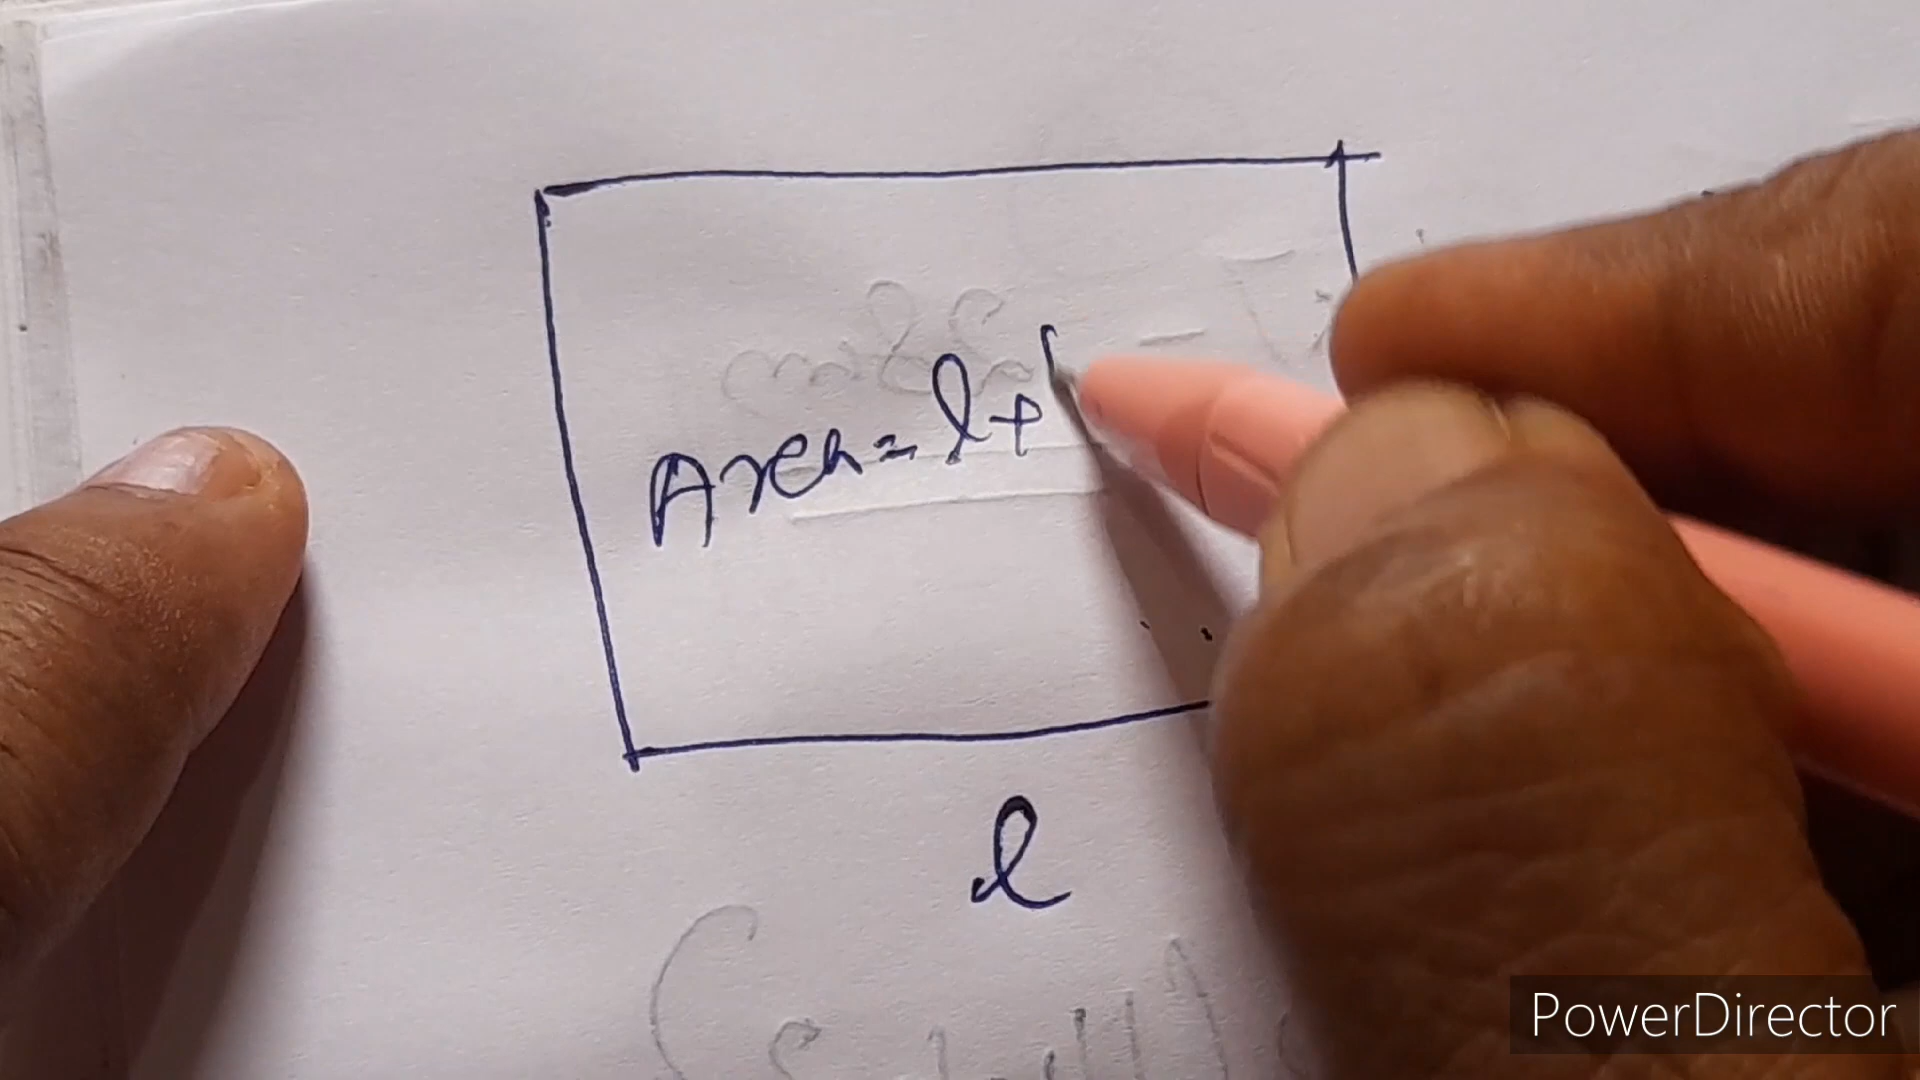 Area = l +
l
PowerDirector